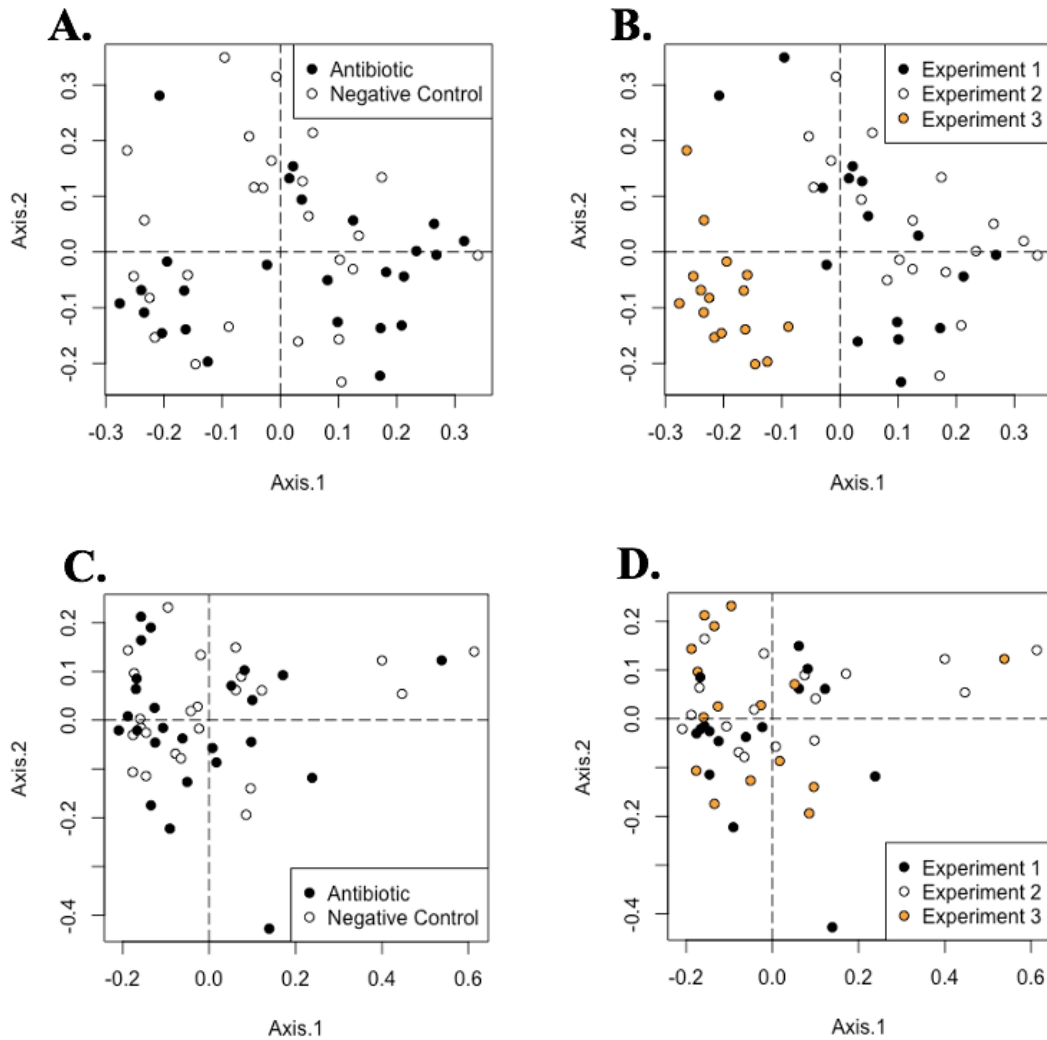 A.
Antibiotic
Negative Control
Axis.2
0.3
0.2
0.1
0.0
-0.1
-0.2
-0.3 -0.2 -0.1 0.0 0.1 0.2 0.3
Axis.1
B.
Experiment 1
Experiment 2
Experiment 3
Axis.2
0.3
0.2
0.1
0.0
-0.1
-0.2
-0.3 -0.2 -0.1 0.0 0.1 0.2 0.3
Axis.1
C.
Axis.2
0.2
0.0
-0.2
-0.4
Antibiotic
Negative Control
-0.2 0.0 0.2 0.4 0.6
Axis.1
D.
Axis.2
0.2
0.0
-0.2
-0.4
Experiment 1
Experiment 2
Experiment 3
-0.2 0.0 0.2 0.4 0.6
Axis.1